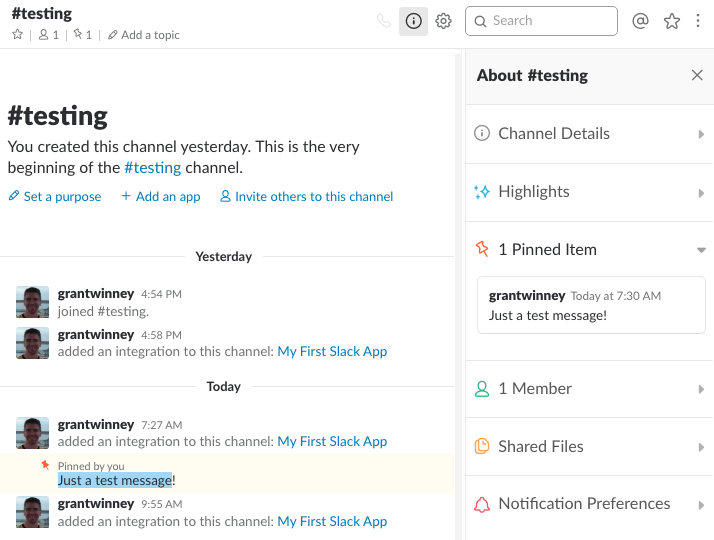 #testing
1 | 1 | Add a topic
Search
#testing
You created this channel yesterday. This is the very
beginning of the #testing channel.
Set a purpose + Add an app Invite others to this channel
Yesterday
grantwinney 4:54 PM
joined #testing.
grantwinney 4:58 PM
added an integration to this channel: My First Slack App
Today
grantwinney 7:27 AM
added an integration to this channel: My First Slack App
Pinned by you
Just a test message!
grantwinney 9:55 AM
added an integration to this channel: My First Slack App
About #testing
Channel Details
Highlights
1 Pinned Item
grantwinney Today at 7:30 AM
Just a test message!
1 Member
Shared Files
Notification Preferences